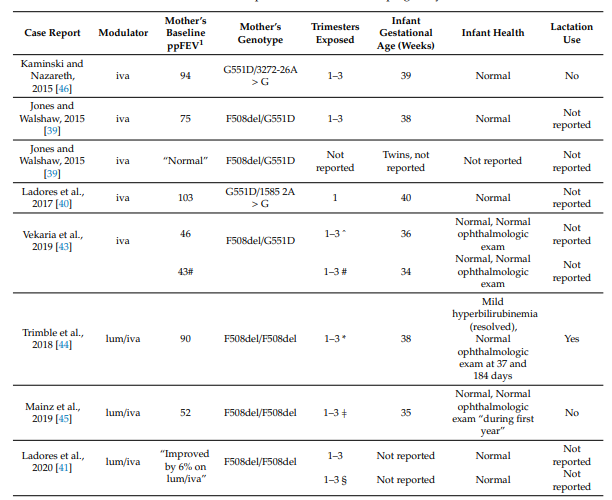 Case Report Modulator Mother's Baseline ppFEV1 Mother's Genotype Trimesters Exposed Infant Gestational Age (Weeks) Infant Health Lactation Use
Kaminski and Nazareth, 2015 [46] iva 94 G551D/3272-26A > G 1–3 39 Normal No
Jones and Walshaw, 2015 [39] iva 75 F508del/G551D 1–3 38 Normal Not reported
Jones and Walshaw, 2015 [39] iva “Normal” F508del/G551D Not reported Twins, not reported Not reported Not reported
Ladores et al., 2017 [40] iva 103 G551D/1585 2A > G 1 40 Normal Not reported
Vekaria et al., 2019 [43] iva 46 F508del/G551D 1–3 ˆ 36 Normal, Normal ophthalmologic exam Not reported
43# 1–3 # 34 Normal, Normal ophthalmologic exam Not reported
Trimble et al., 2018 [44] lum/iva 90 F508del/F508del 1–3 * 38 Mild hyperbilirubinemia (resolved), Normal ophthalmologic exam at 37 and 184 days Yes
Mainz et al., 2019 [45] lum/iva 52 F508del/F508del 1–3 ‡ 35 Normal, Normal ophthalmologic exam “during first year” No
Ladores et al., 2020 [41] lum/iva “Improved by 6% on lum/iva” F508del/F508del 1–3 Not reported Normal Not reported
1–3 § Not reported Normal Not reported